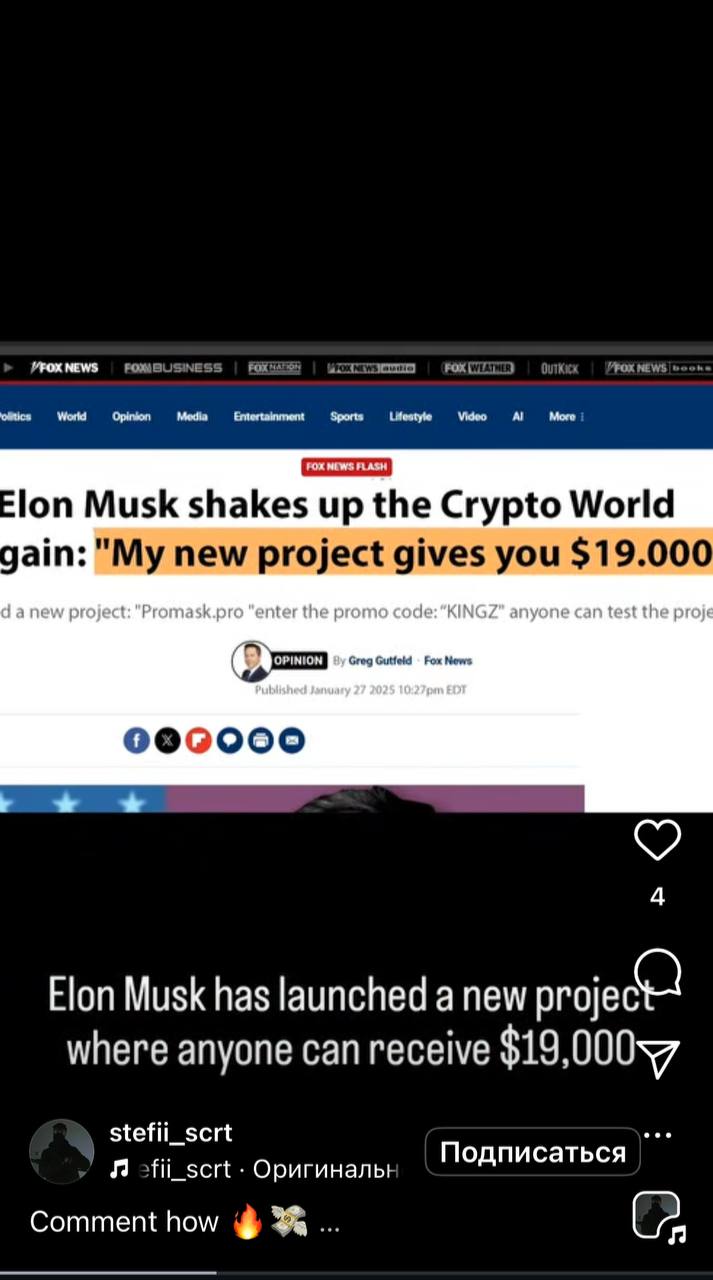 FOX NEWS FOX BUSINESS FOX NATION FOX NEWS audio FOX WEATHER OUTKICK FOX NEWS books
olitics World Opinion Media Entertainment Sports Lifestyle Video AI More
FOX NEWS FLASH
Elon Musk shakes up the Crypto World
gain: "My new project gives you $19.000
d a new project: "Promask.pro "enter the promo code: “KINGZ” anyone can test the proje
OPINION By Greg Gutfeld · Fox News
Published January 27 2025 10:27pm EDT
4
Elon Musk has launched a new project
where anyone can receive $19,000
stefii_scrt
efii_scrt · Оригинальн
Подписаться
Comment how 🔥💸 ...